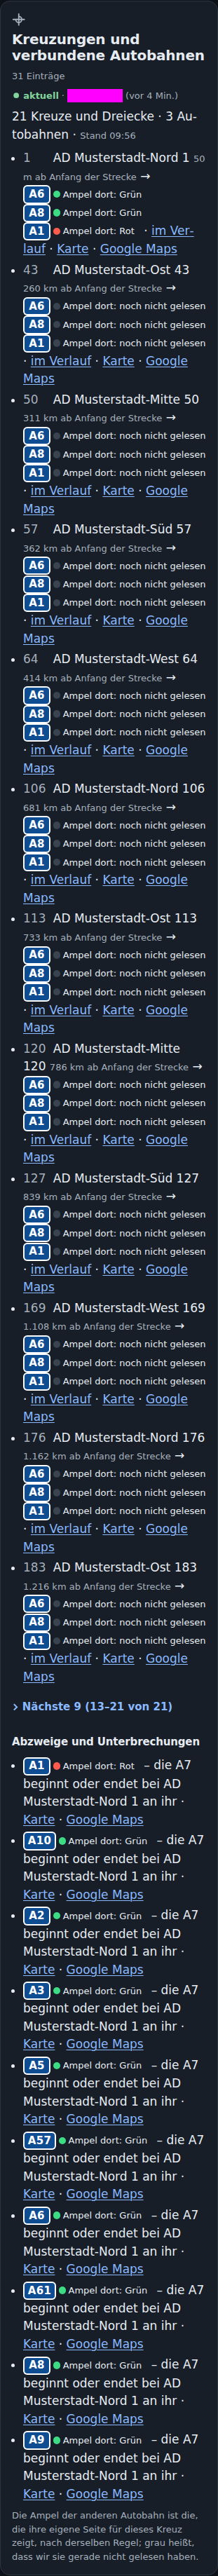 Kreuzungen und
verbundene Autobahnen
31 Einträge
aktuell · (vor 4 Min.)
21 Kreuze und Dreiecke · 3 Au-
tobahnen · Stand 09:56
• 1 AD Musterstadt-Nord 1 50
m ab Anfang der Strecke →
A6 Ampel dort: Grün
A8 Ampel dort: Grün
A1 Ampel dort: Rot · im Ver-
lauf · Karte · Google Maps
• 43 AD Musterstadt-Ost 43
260 km ab Anfang der Strecke →
A6 Ampel dort: noch nicht gelesen
A8 Ampel dort: noch nicht gelesen
A1 Ampel dort: noch nicht gelesen
· im Verlauf · Karte · Google
Maps
• 50 AD Musterstadt-Mitte 50
311 km ab Anfang der Strecke →
A6 Ampel dort: noch nicht gelesen
A8 Ampel dort: noch nicht gelesen
A1 Ampel dort: noch nicht gelesen
· im Verlauf · Karte · Google
Maps
• 57 AD Musterstadt-Süd 57
362 km ab Anfang der Strecke →
A6 Ampel dort: noch nicht gelesen
A8 Ampel dort: noch nicht gelesen
A1 Ampel dort: noch nicht gelesen
· im Verlauf · Karte · Google
Maps
• 64 AD Musterstadt-West 64
414 km ab Anfang der Strecke →
A6 Ampel dort: noch nicht gelesen
A8 Ampel dort: noch nicht gelesen
A1 Ampel dort: noch nicht gelesen
· im Verlauf · Karte · Google
Maps
• 106 AD Musterstadt-Nord 106
681 km ab Anfang der Strecke →
A6 Ampel dort: noch nicht gelesen
A8 Ampel dort: noch nicht gelesen
A1 Ampel dort: noch nicht gelesen
· im Verlauf · Karte · Google
Maps
• 113 AD Musterstadt-Ost 113
733 km ab Anfang der Strecke →
A6 Ampel dort: noch nicht gelesen
A8 Ampel dort: noch nicht gelesen
A1 Ampel dort: noch nicht gelesen
· im Verlauf · Karte · Google
Maps
• 120 AD Musterstadt-Mitte
120 786 km ab Anfang der Strecke →
A6 Ampel dort: noch nicht gelesen
A8 Ampel dort: noch nicht gelesen
A1 Ampel dort: noch nicht gelesen
· im Verlauf · Karte · Google
Maps
• 127 AD Musterstadt-Süd 127
839 km ab Anfang der Strecke →
A6 Ampel dort: noch nicht gelesen
A8 Ampel dort: noch nicht gelesen
A1 Ampel dort: noch nicht gelesen
· im Verlauf · Karte · Google
Maps
• 169 AD Musterstadt-West 169
1.108 km ab Anfang der Strecke →
A6 Ampel dort: noch nicht gelesen
A8 Ampel dort: noch nicht gelesen
A1 Ampel dort: noch nicht gelesen
· im Verlauf · Karte · Google
Maps
• 176 AD Musterstadt-Nord 176
1.162 km ab Anfang der Strecke →
A6 Ampel dort: noch nicht gelesen
A8 Ampel dort: noch nicht gelesen
A1 Ampel dort: noch nicht gelesen
· im Verlauf · Karte · Google
Maps
• 183 AD Musterstadt-Ost 183
1.216 km ab Anfang der Strecke →
A6 Ampel dort: noch nicht gelesen
A8 Ampel dort: noch nicht gelesen
A1 Ampel dort: noch nicht gelesen
· im Verlauf · Karte · Google
Maps
› Nächste 9 (13–21 von 21)
Abzweige und Unterbrechungen
• A1 Ampel dort: Rot – die A7
beginnt oder endet bei AD
Musterstadt-Nord 1 an ihr ·
Karte · Google Maps
• A10 Ampel dort: Grün – die A7
beginnt oder endet bei AD
Musterstadt-Nord 1 an ihr ·
Karte · Google Maps
• A2 Ampel dort: Grün – die A7
beginnt oder endet bei AD
Musterstadt-Nord 1 an ihr ·
Karte · Google Maps
• A3 Ampel dort: Grün – die A7
beginnt oder endet bei AD
Musterstadt-Nord 1 an ihr ·
Karte · Google Maps
• A5 Ampel dort: Grün – die A7
beginnt oder endet bei AD
Musterstadt-Nord 1 an ihr ·
Karte · Google Maps
• A57 Ampel dort: Grün – die A7
beginnt oder endet bei AD
Musterstadt-Nord 1 an ihr ·
Karte · Google Maps
• A6 Ampel dort: Grün – die A7
beginnt oder endet bei AD
Musterstadt-Nord 1 an ihr ·
Karte · Google Maps
• A61 Ampel dort: Grün – die A7
beginnt oder endet bei AD
Musterstadt-Nord 1 an ihr ·
Karte · Google Maps
• A8 Ampel dort: Grün – die A7
beginnt oder endet bei AD
Musterstadt-Nord 1 an ihr ·
Karte · Google Maps
• A9 Ampel dort: Grün – die A7
beginnt oder endet bei AD
Musterstadt-Nord 1 an ihr ·
Karte · Google Maps
Die Ampel der anderen Autobahn ist die,
die ihre eigene Seite für dieses Kreuz
zeigt, nach derselben Regel; grau heißt,
dass wir sie gerade nicht gelesen haben.